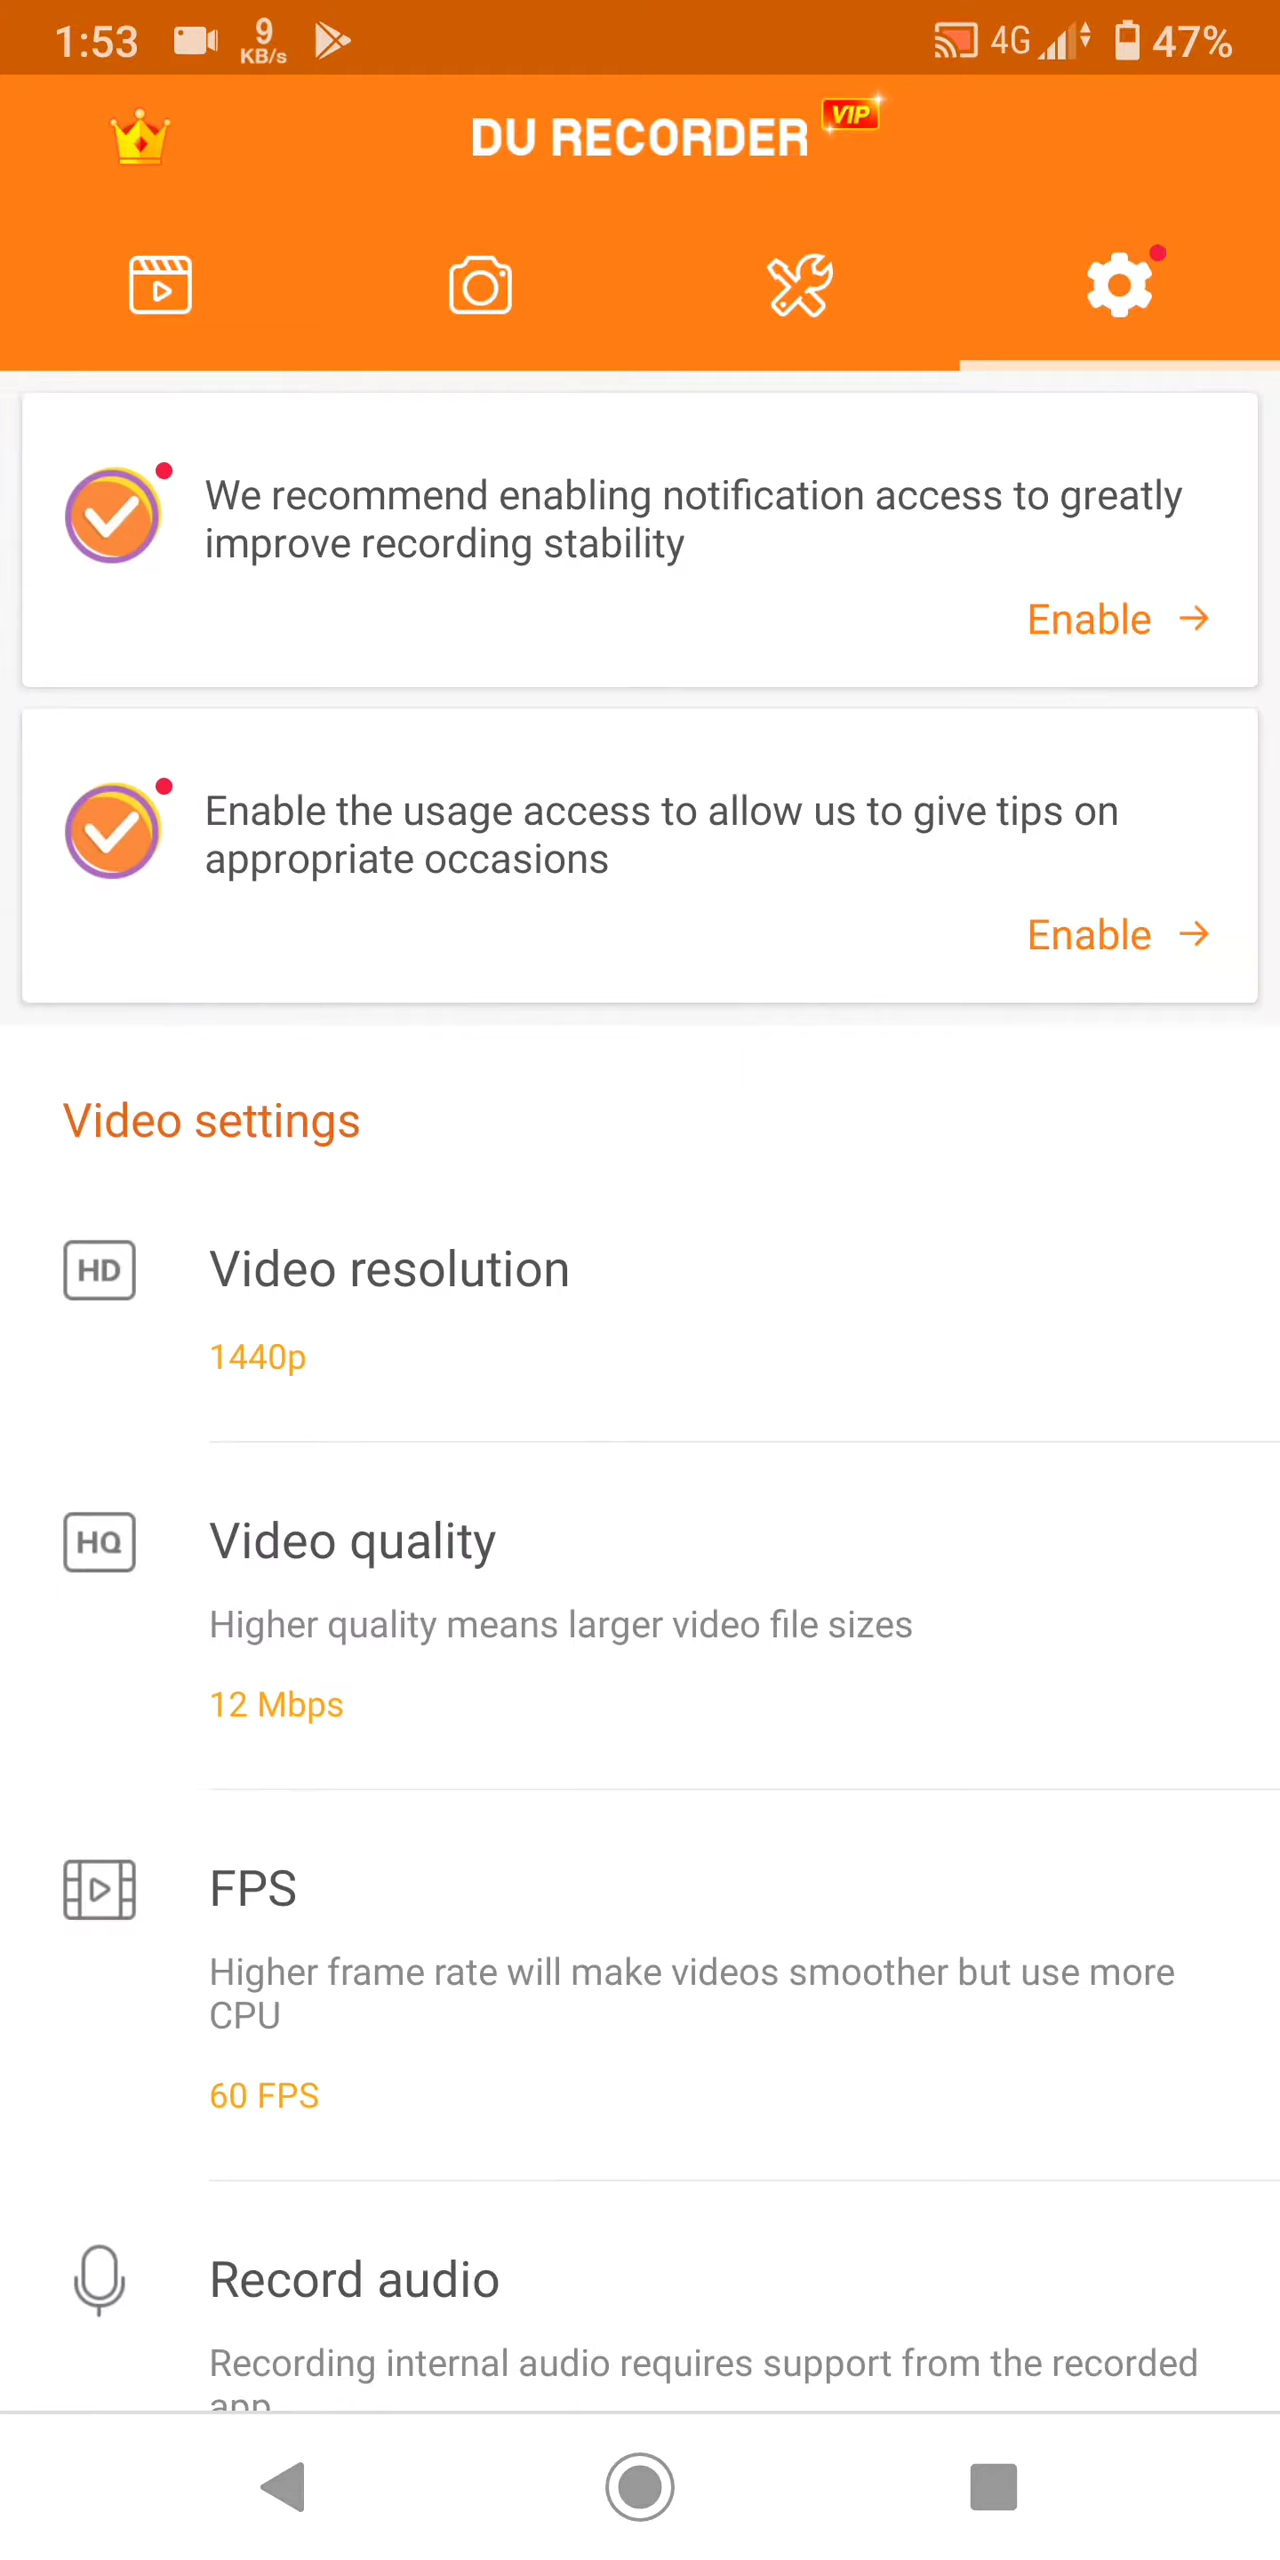 1:53 9 KB/s 4G 47%
DU RECORDER VIP
We recommend enabling notification access to greatly
improve recording stability
Enable
Enable the usage access to allow us to give tips on
appropriate occasions
Enable
Video settings
HD Video resolution
1440p
HQ Video quality
Higher quality means larger video file sizes
12 Mbps
FPS
Higher frame rate will make videos smoother but use more
CPU
60 FPS
Record audio
Recording internal audio requires support from the recorded
app